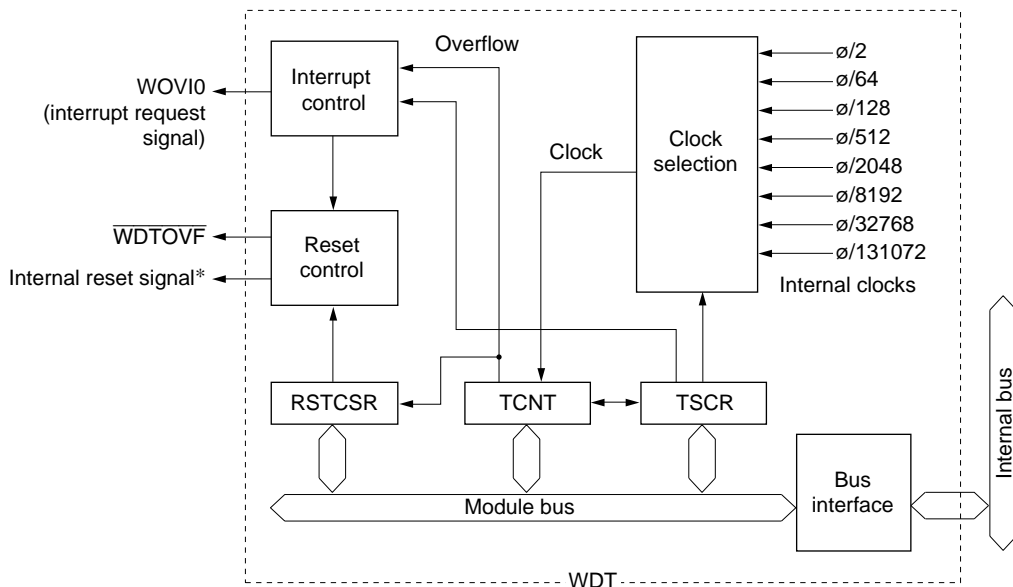 Overflow
Interrupt
control
WOVI0
(interrupt request
signal)
Clock
Clock
selection
ø/2
ø/64
ø/128
ø/512
ø/2048
ø/8192
ø/32768
ø/131072
Internal clocks
WDTOVF
Internal reset signal*
Reset
control
RSTCSR
TCNT
TSCR
Module bus
Bus
interface
Internal bus
WDT